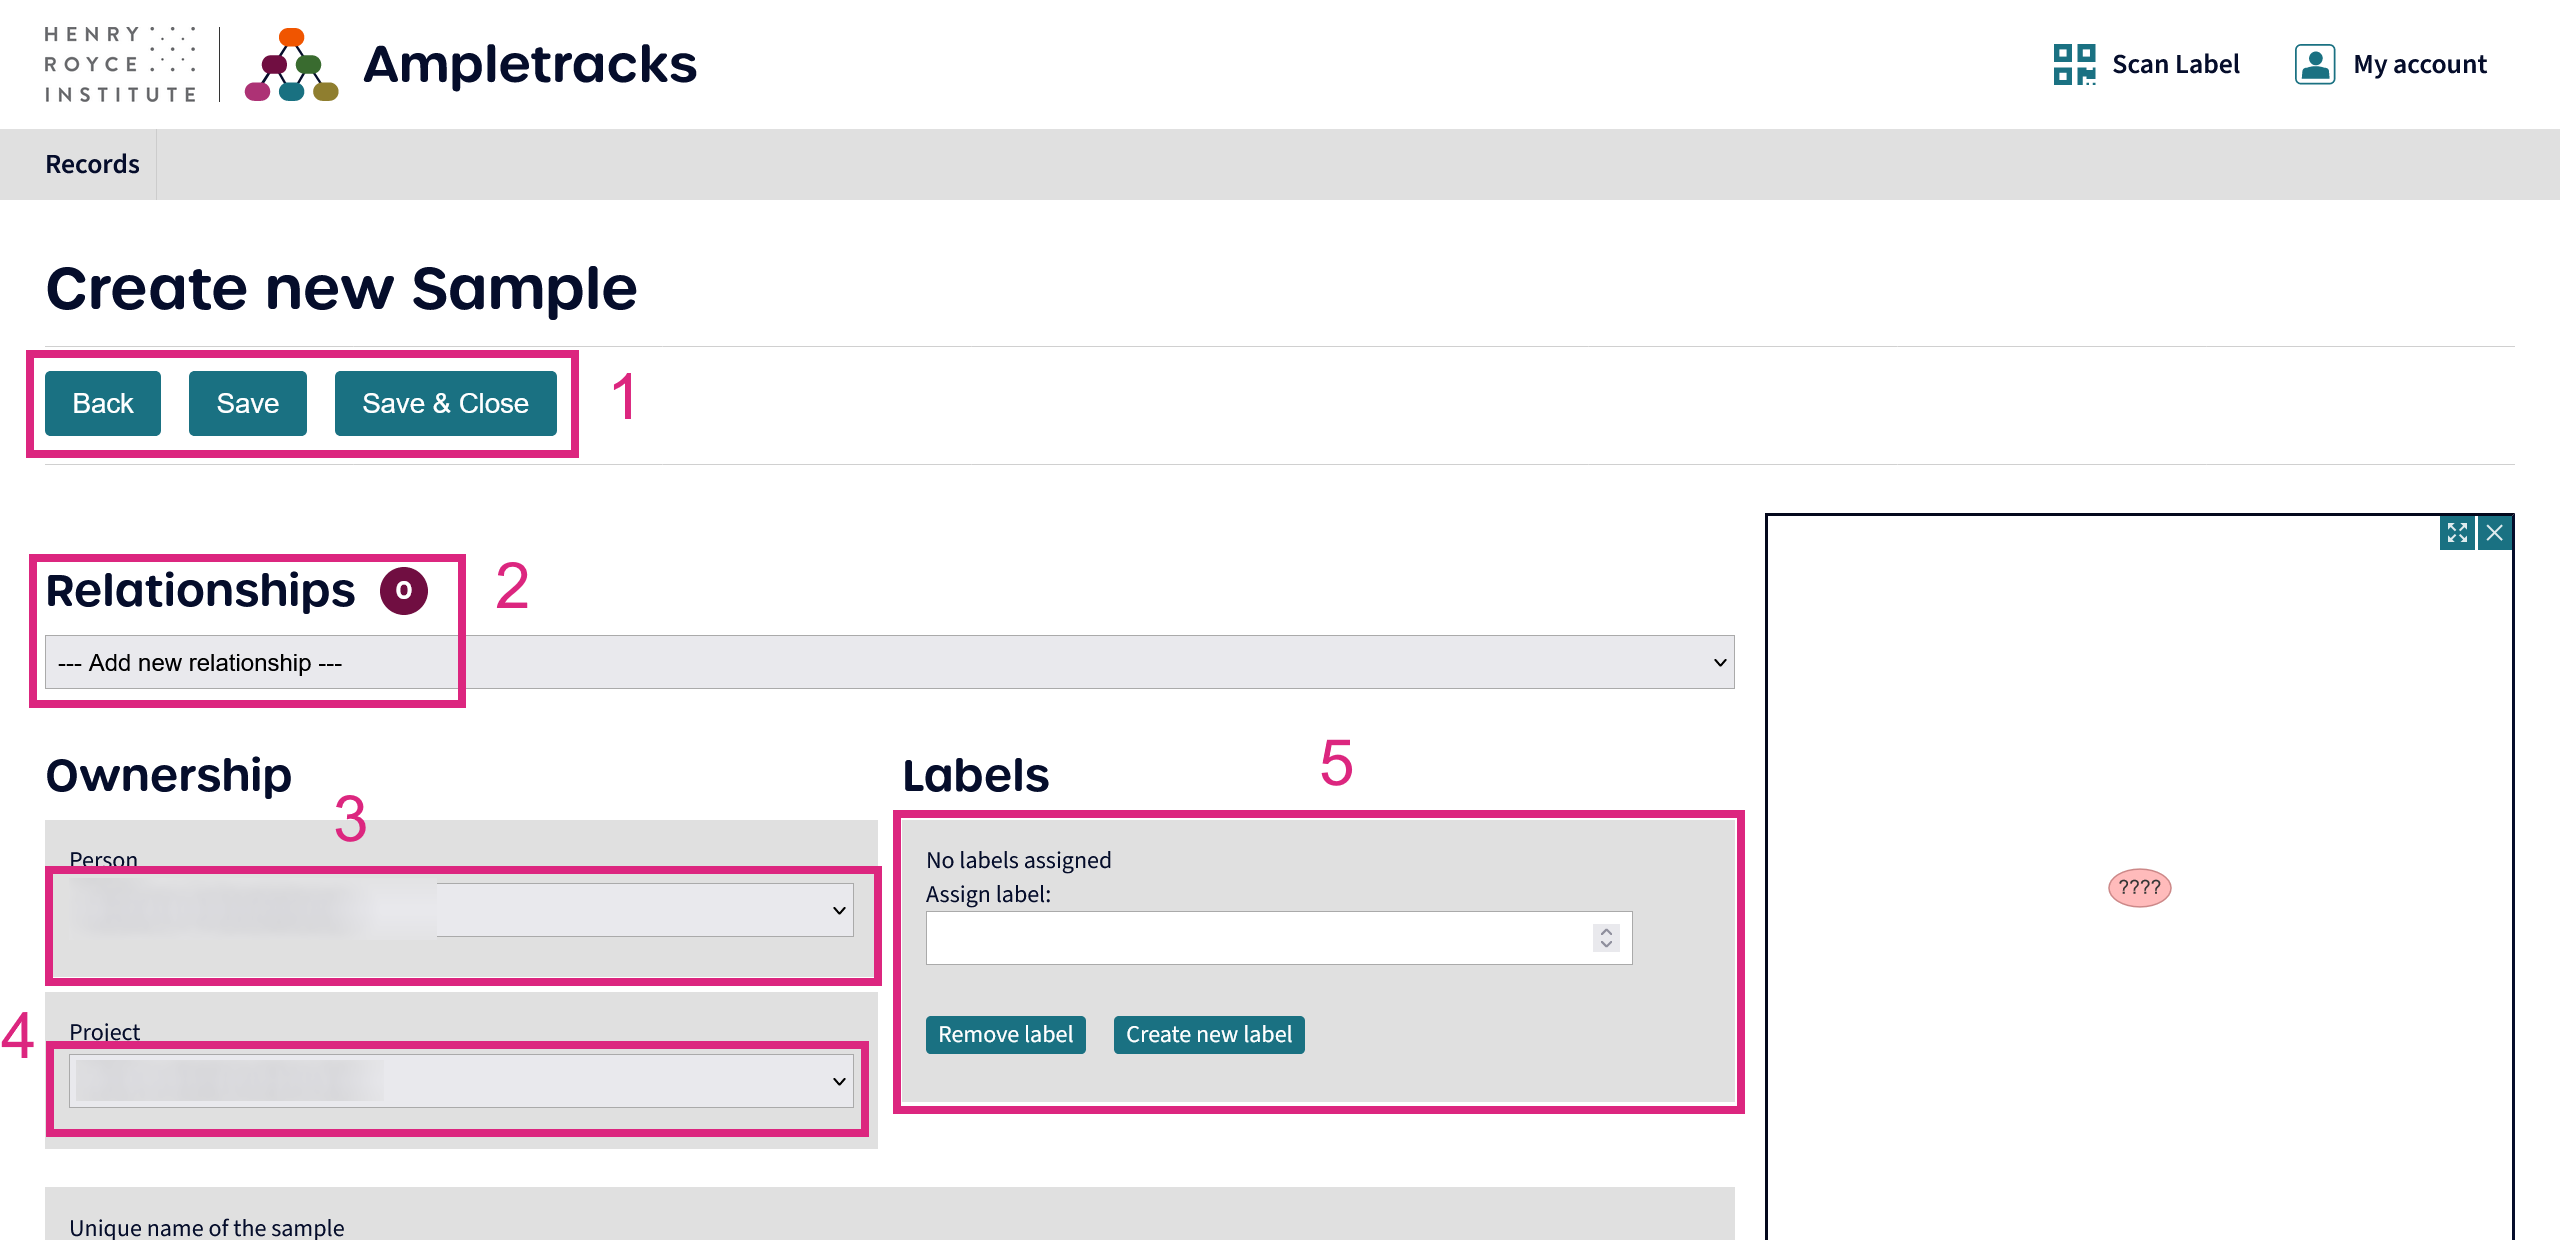 HENRY
ROYCE
INSTITUTE
Ampletracks
Scan Label
My account
Records
Create new Sample
Back
Save
Save & Close
1
Relationships 0
2
--- Add new relationship ---
Ownership
3
Labels
5
Person
No labels assigned
Assign label:
4
Project
Remove label
Create new label
????
Unique name of the sample